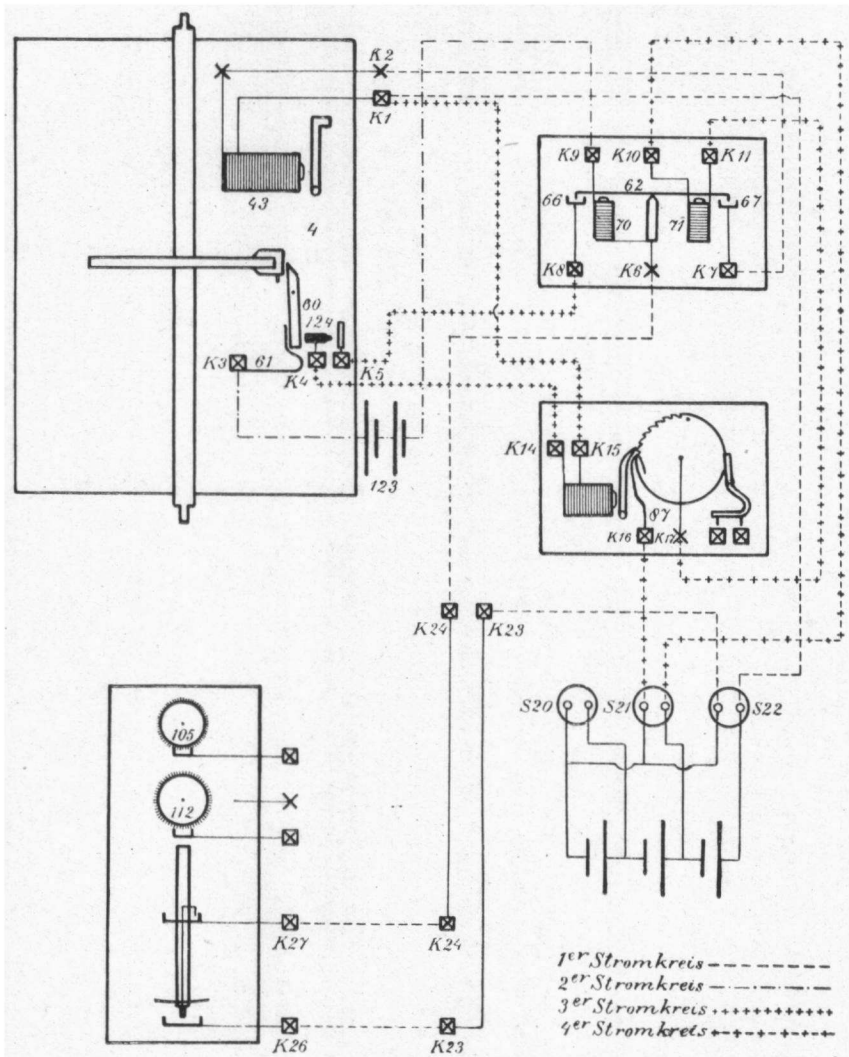 K2
K1
43
4
60
124
K3
61
K4
K5
123
K9
K10
K11
62
66
67
70
71
K8
K6
K7
K14
K15
87
K16
K17
K24
K23
S20
S21
S22
105
112
K27
K24
K26
K23
1er Stromkreis
2er Stromkreis
3er Stromkreis
4er Stromkreis